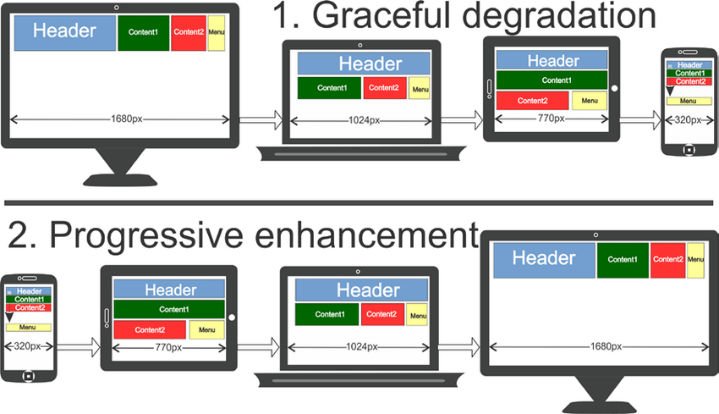 1. Graceful degradation
Header
Content1
Content2
Menu
1680px
Header
Content1
Content2
Menu
1024px
Header
Content1
Content2
Menu
770px
Header
Content1
Content2
Menu
320px
2. Progressive enhancement
Header
Content1
Content2
Menu
320px
Header
Content1
Content2
Menu
770px
Header
Content1
Content2
Menu
1024px
Header
Content1
Content2
Menu
1680px